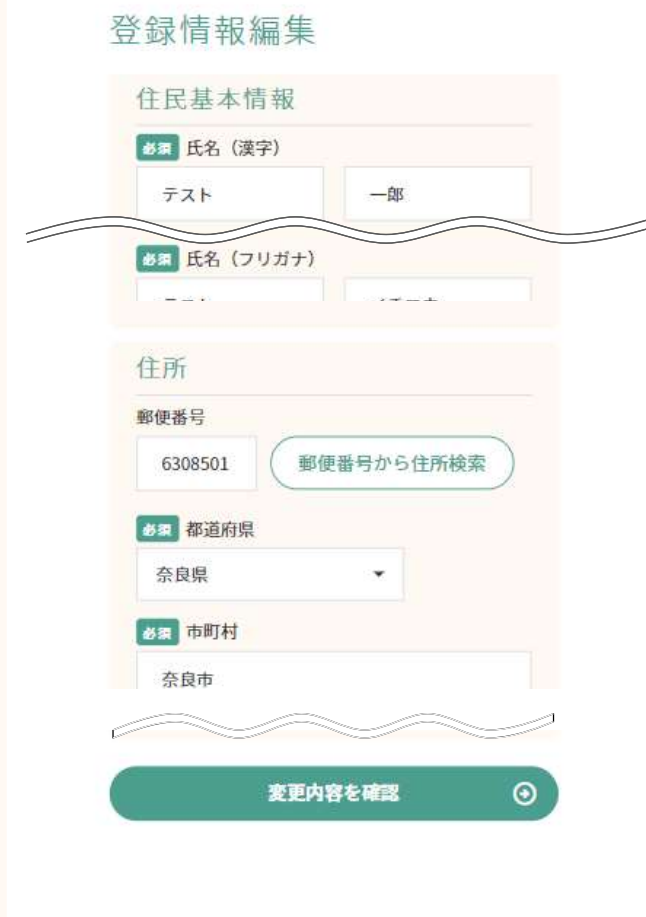 登録情報編集
住民基本情報
必須 氏名（漢字）
テスト 一郎
必須 氏名（フリガナ）
住所
郵便番号
6308501 郵便番号から住所検索
必須 都道府県
奈良県
必須 市町村
奈良市
変更内容を確認